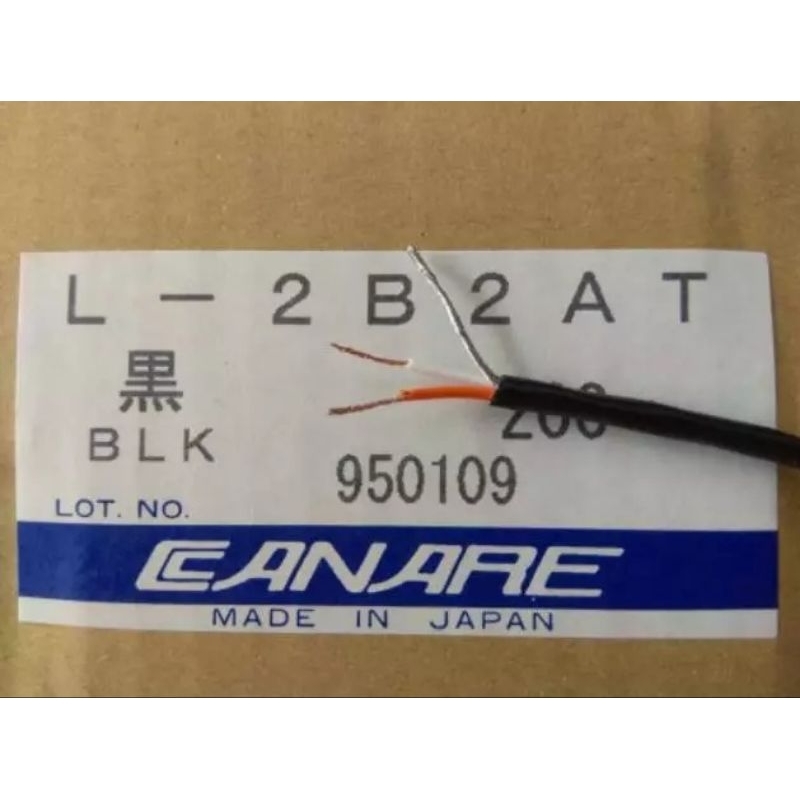 L-2B2AT
黒
BLK
950109
LOT. NO.
CANARE
MADE IN JAPAN